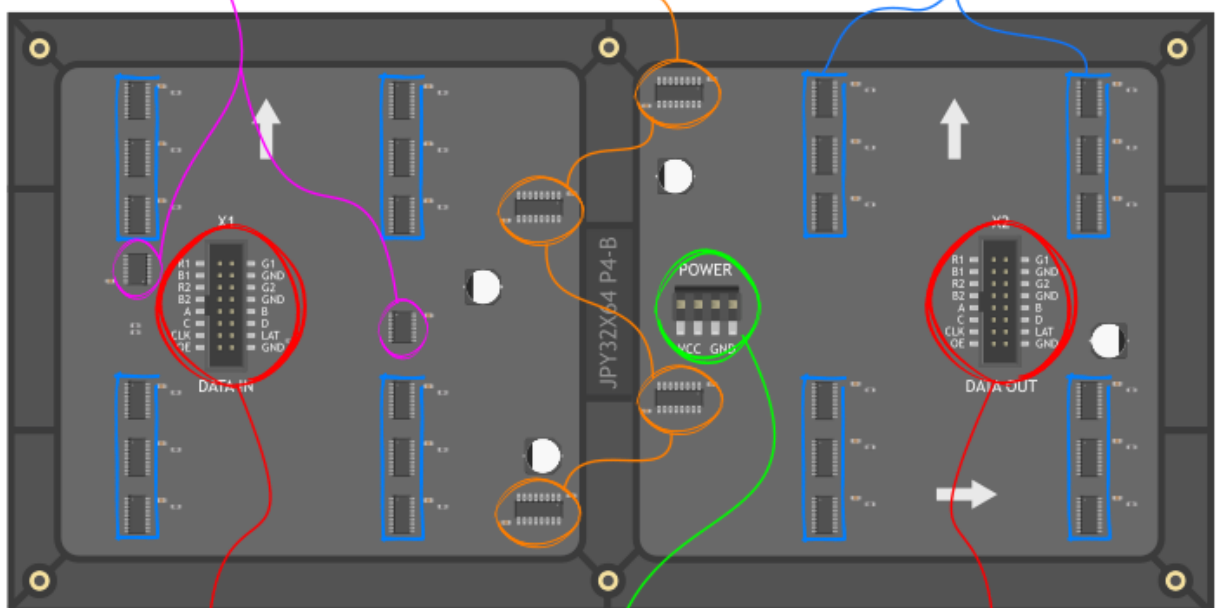 X1
R1 G1
B1 GND
R2 G2
B2 GND
A B
C D
CLK LAT
OE GND
DATA IN
JPY32X64 P4-B
POWER
VCC GND
X2
R1 G1
B1 GND
R2 G2
B2 GND
A B
C D
CLK LAT
OE GND
DATA OUT